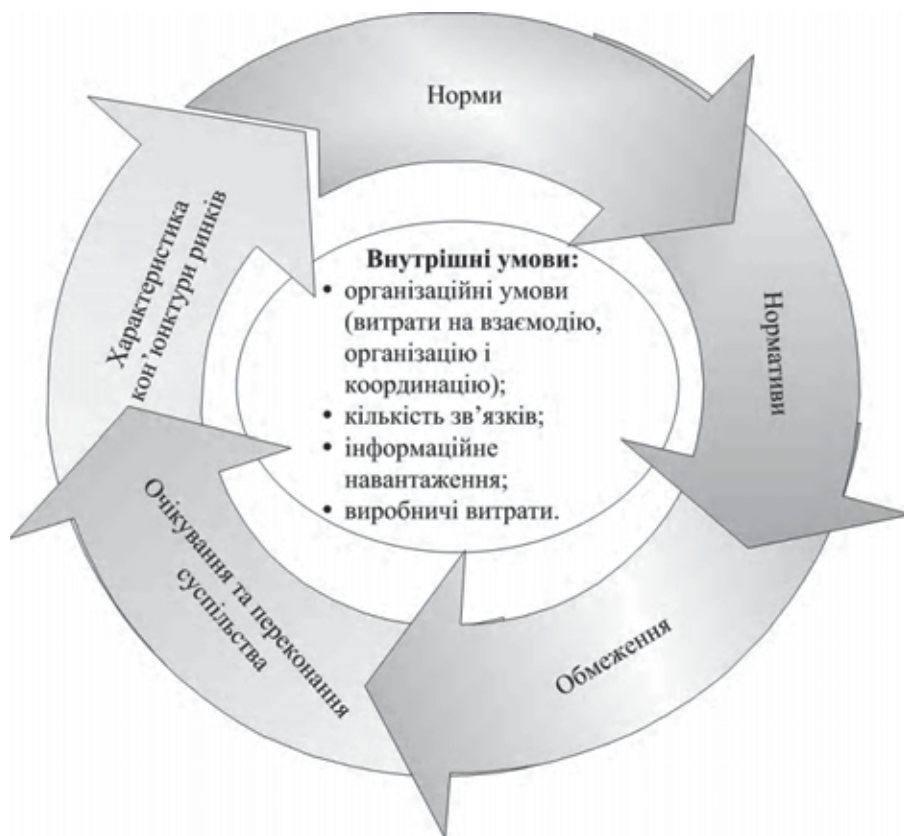 Норми
Нормативи
Обмеження
Очікування та переконання
суспільства
Характеристика
кон’юнктури ринків
Внутрішні умови:
• організаційні умови
(витрати на взаємодію,
організацію і
координацію);
• кількість зв’язків;
• інформаційне
навантаження;
• виробничі витрати.